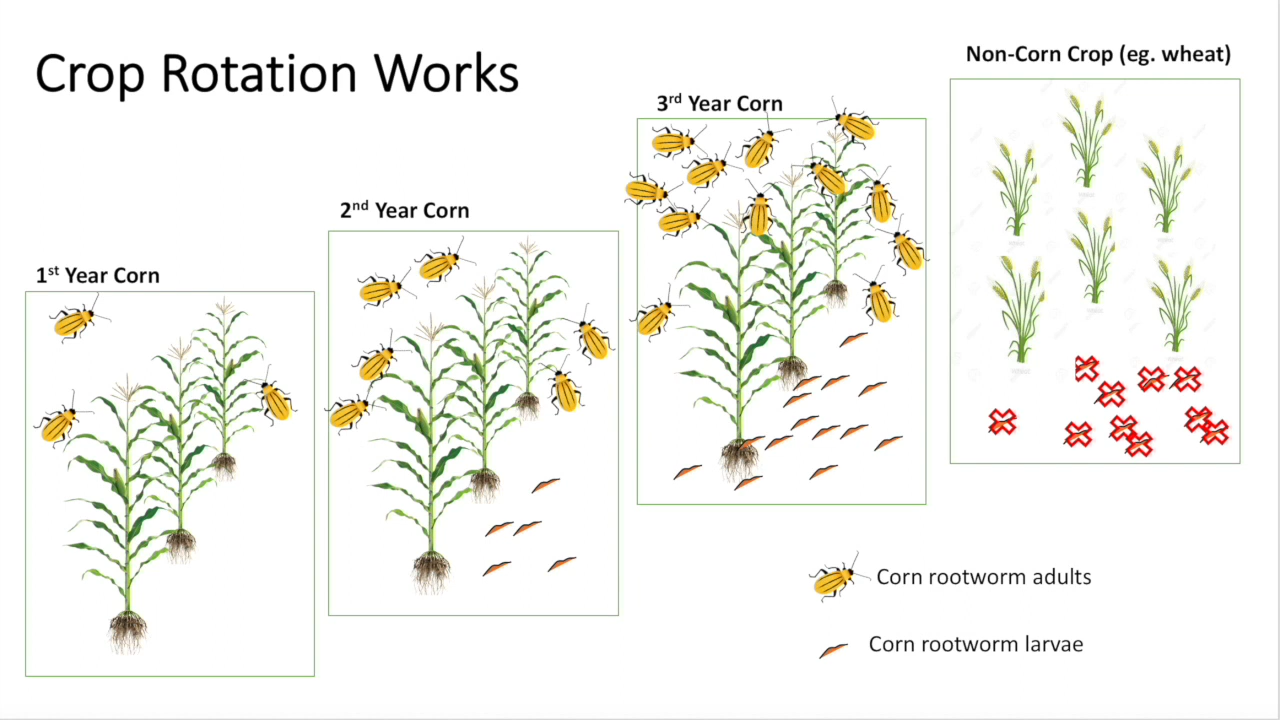 Crop Rotation Works
1st Year Corn
2nd Year Corn
3rd Year Corn
Non-Corn Crop (eg. wheat)
Corn rootworm adults
Corn rootworm larvae